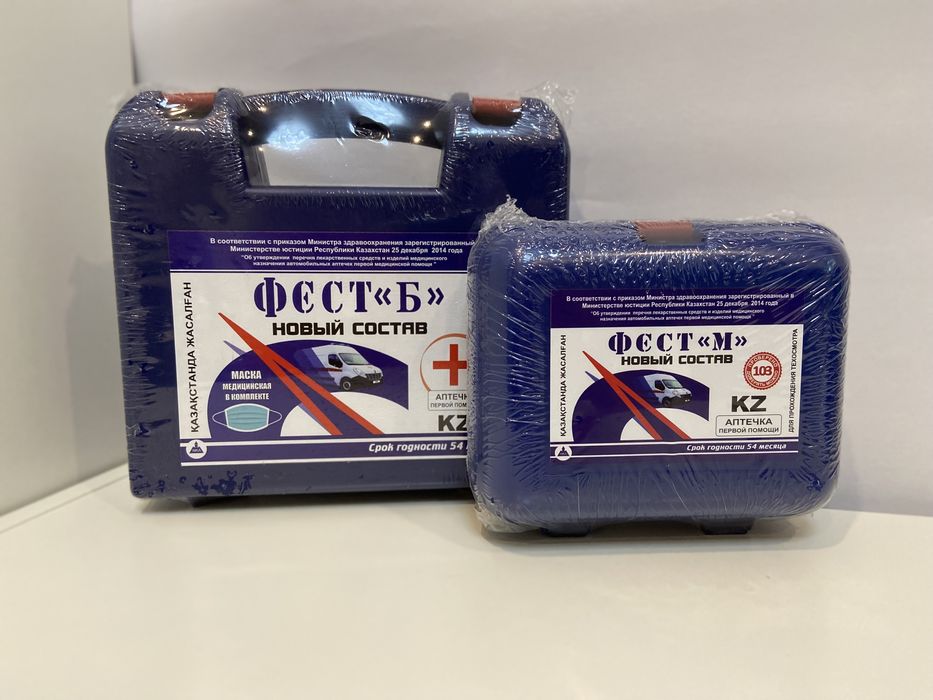 В соответствии с приказом Министра здравоохранения зарегистрированный
Министерстве юстиции Республики Казахстан 25 декабря 2014 года
"Об утверждении перечня лекарственных средств и изделий медицинского
назначения автомобильных аптечек первой медицинской помощи "
ҚАЗАҚСТАНДА ЖАСАЛҒАН
ФЕСТ«Б»
НОВЫЙ СОСТАВ
МАСКА
МЕДИЦИНСКАЯ
В КОМПЛЕКТЕ
АПТЕЧ
ПЕРВОЙ ПОМ
KZ
Срок годности 54
В соответствии с приказом Министра здравоохранения зарегистрированный в
Министерстве юстиции Республики Казахстан 25 декабря 2014 года
"Об утверждении перечня лекарственных средств и изделия медицинского
назначения автомобильных аптечек первой медицинской помощи "
ҚАЗАҚСТАНДА ЖАСАЛҒАН
ФЕСТ«М»
НОВЫЙ СОСТАВ
ПРОВЕРЕНО
103
KZ
АПТЕЧКА
ПЕРВОЙ ПОМОЩИ
ДЛЯ ПРОХОЖДЕНИЯ ТЕХОСМОТРА
Срок годности 54 месяца